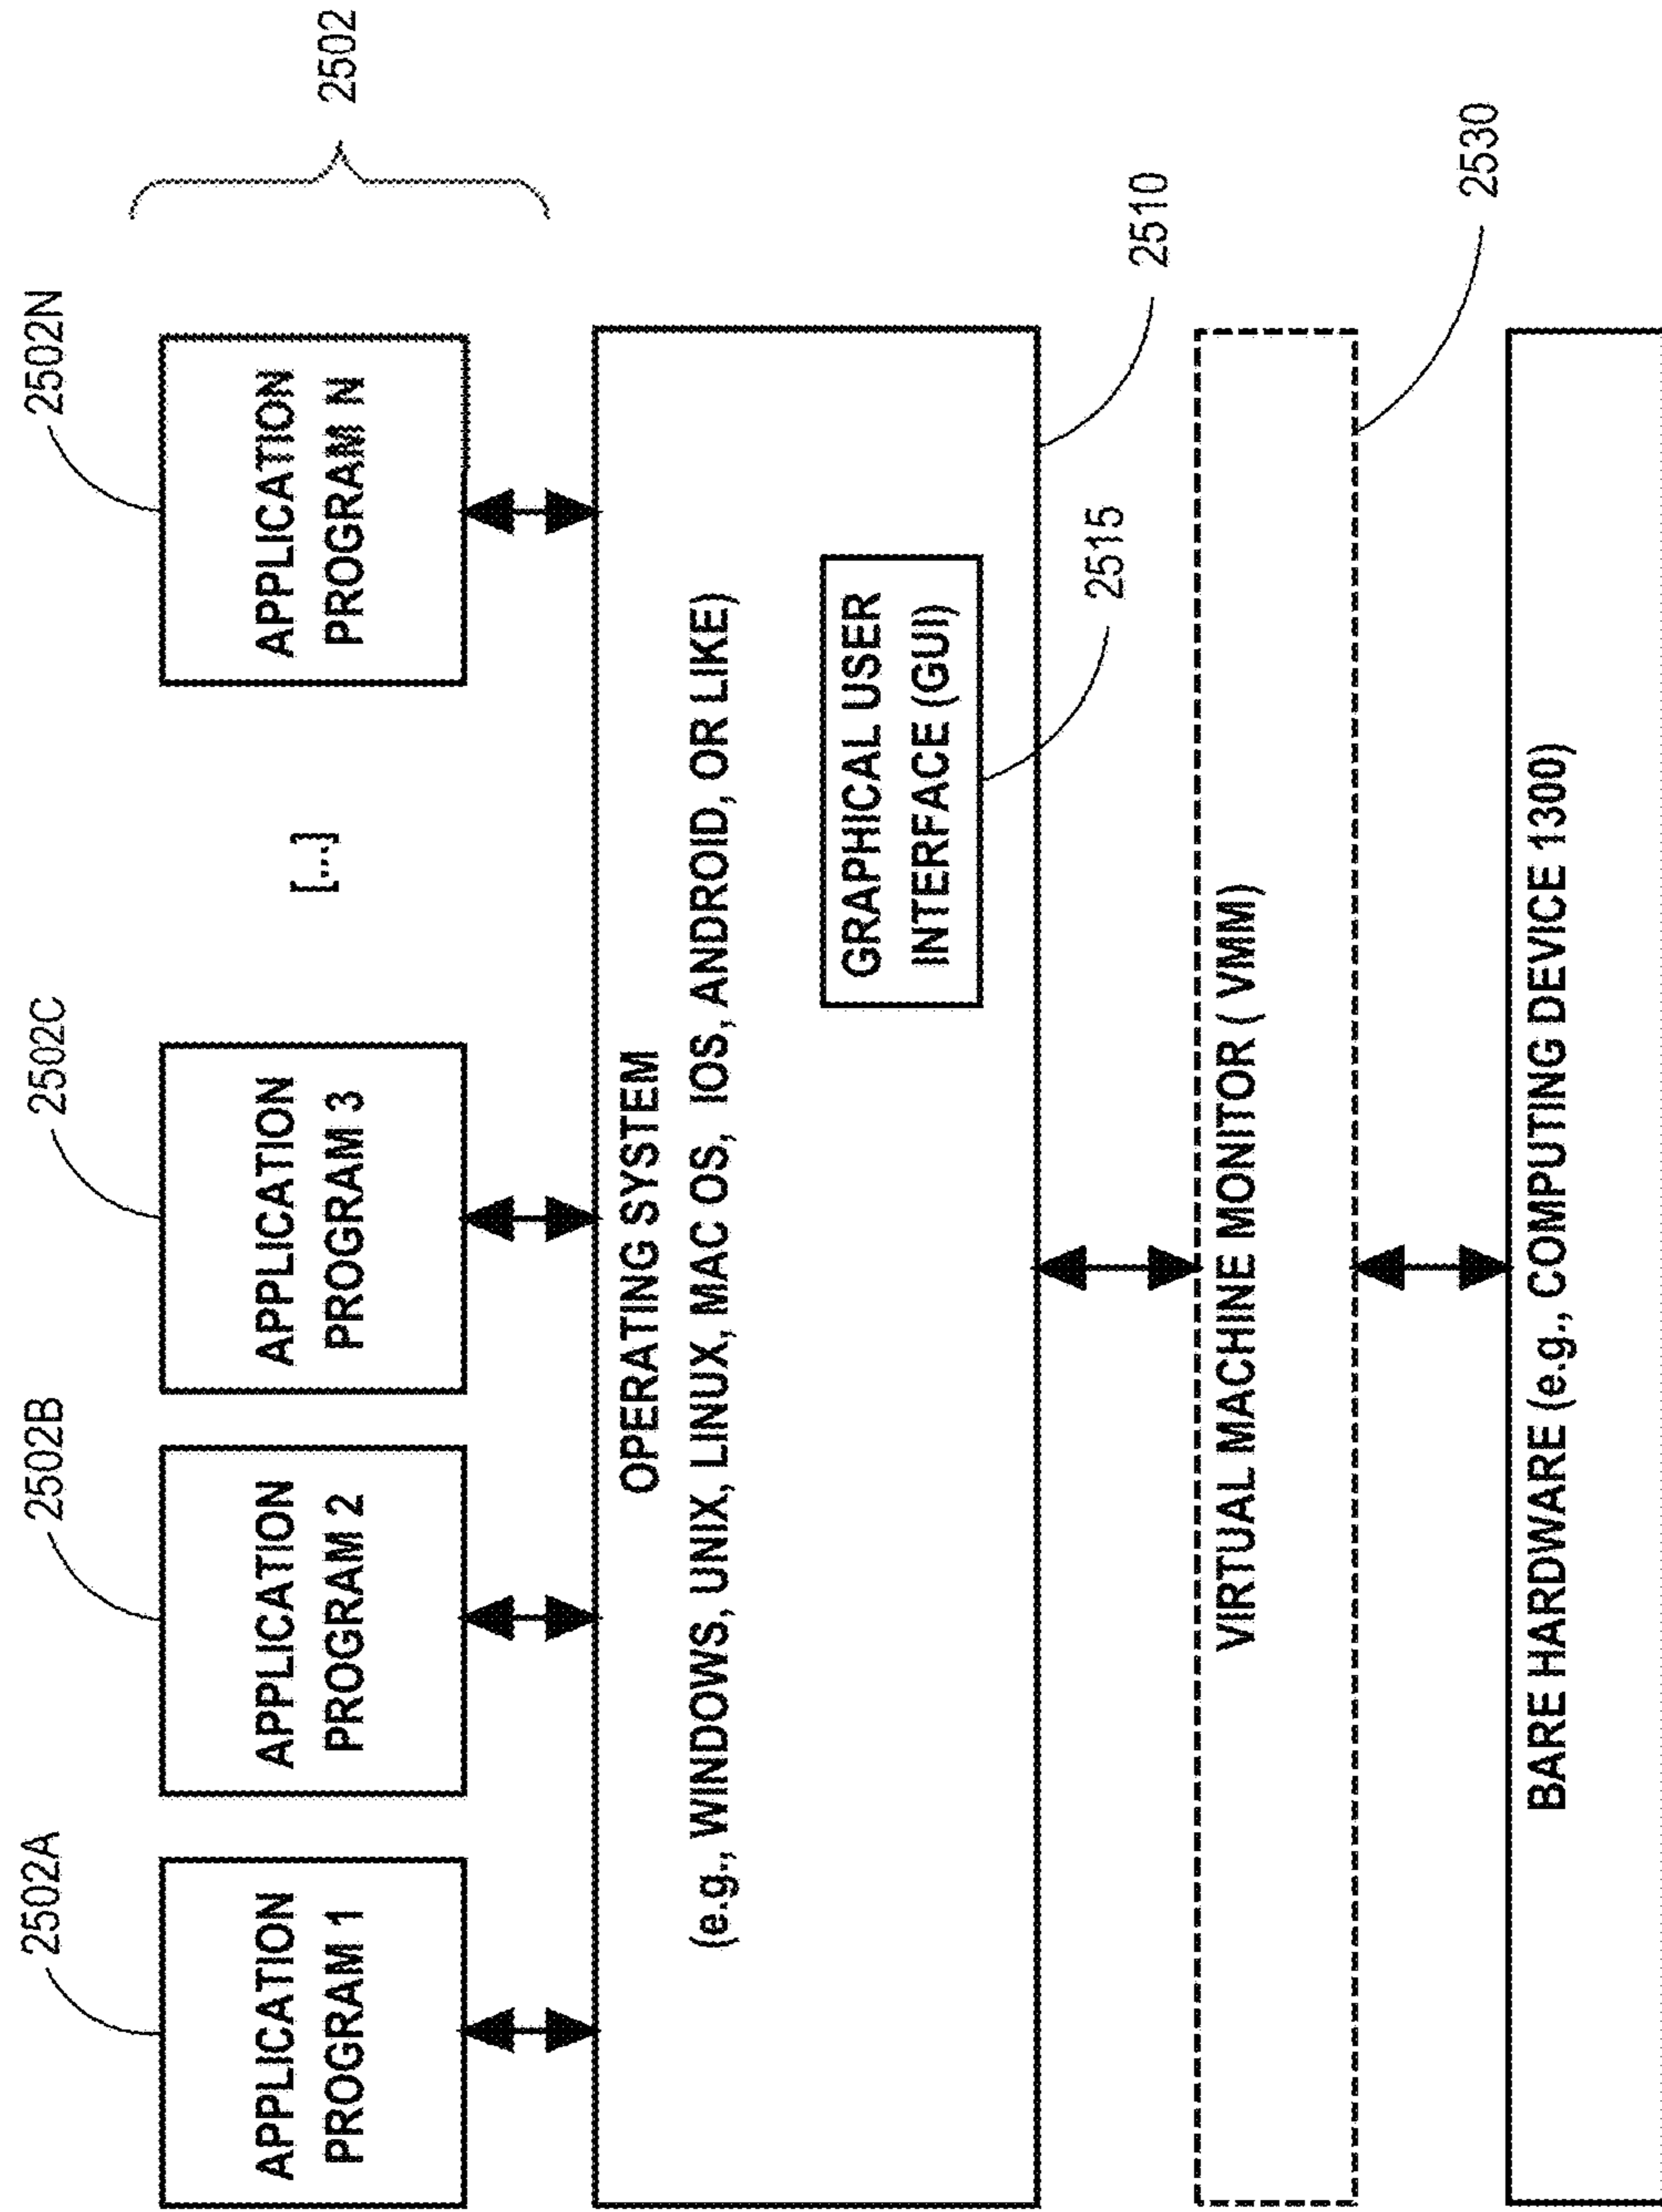 2502A
2502B
2502C
2502N
2502
APPLICATION
PROGRAM 1
APPLICATION
PROGRAM 2
APPLICATION
PROGRAM 3
[...]
APPLICATION
PROGRAM N
OPERATING SYSTEM
(e.g., WINDOWS, UNIX, LINUX, MAC OS, IOS, ANDROID, OR LIKE)
GRAPHICAL USER
INTERFACE (GUI)
2510
2515
VIRTUAL MACHINE MONITOR ( VMM)
2530
BARE HARDWARE (e.g., COMPUTING DEVICE 1300)